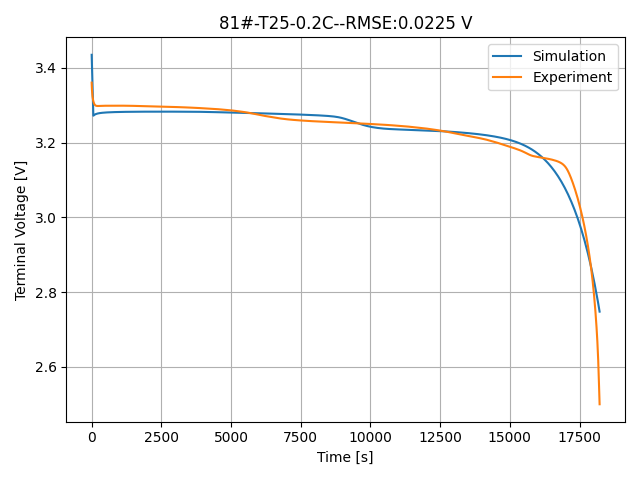 81#-T25-0.2C--RMSE:0.0225 V
Simulation
Experiment
3.4
3.2
3.0
2.8
2.6
Terminal Voltage [V]
0 2500 5000 7500 10000 12500 15000 17500
Time [s]